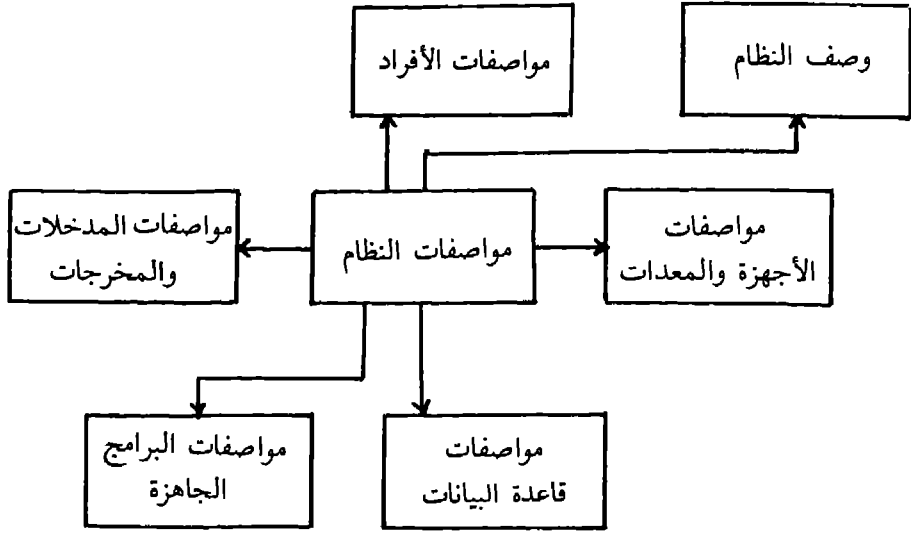 وصف النظام
مواصفات الأفراد
مواصفات
الأجهزة والمعدات
مواصفات النظام
مواصفات المدخلات
والمخرجات
مواصفات
قاعدة البيانات
مواصفات البرامج
الجاهزة